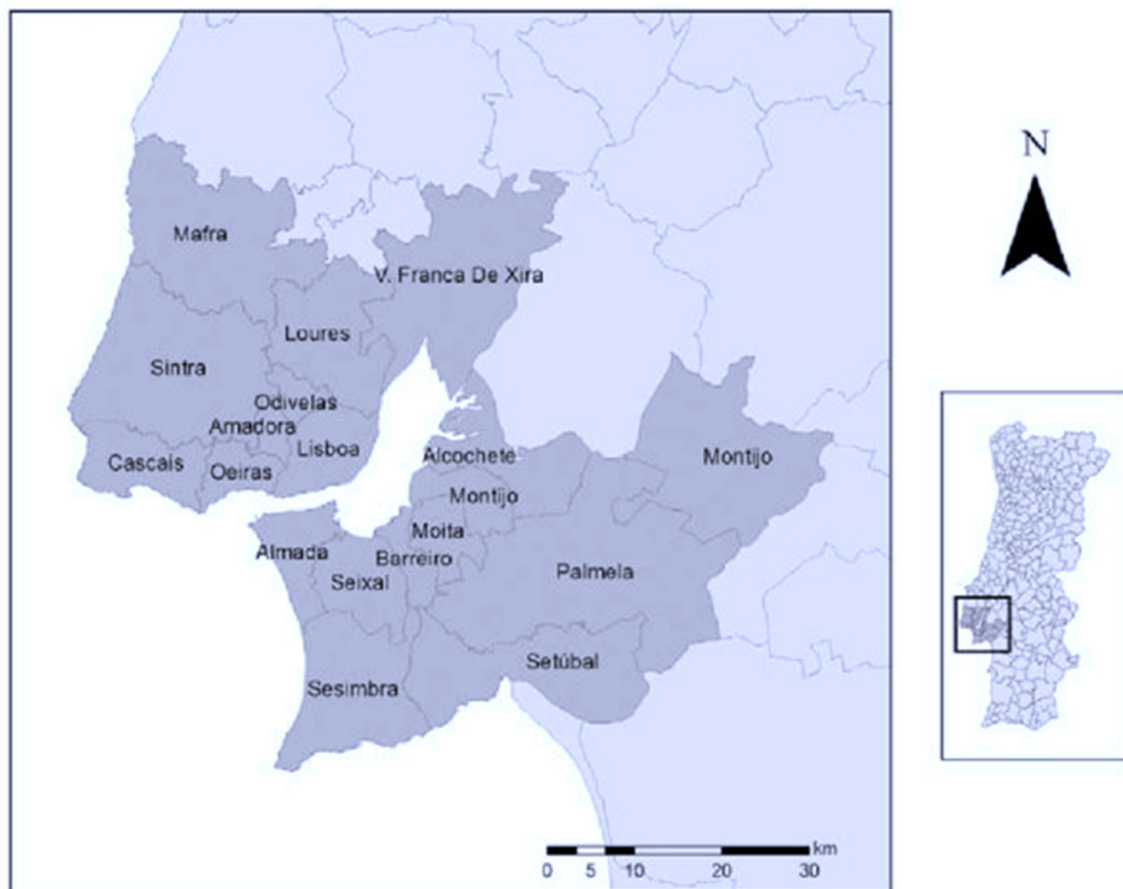 N
Mafra
V. Franca De Xira
Loures
Sintra
Odivelas
Amadora
Lisboa
Cascais
Oeiras
Alcochete
Montijo
Montijo
Moita
Almada
Barreiro
Seixal
Palmela
Setúbal
Sesimbra
km
0 5 10 20 30